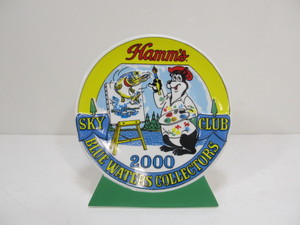 Hamm's
SKY CLUB
2000
BLUE WATERS COLLECTORS